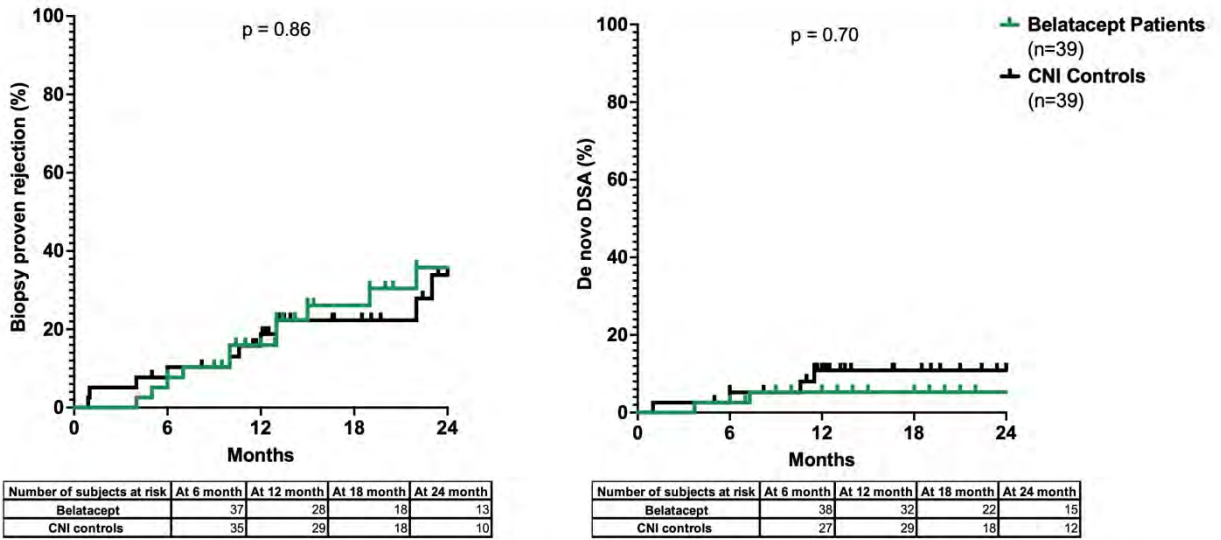 p = 0.86
Biopsy proven rejection (%)
100
80
60
40
20
0
0 6 12 18 24
Months
Number of subjects at risk At 6 month At 12 month At 18 month At 24 month
Belatacept 37 28 18 13
CNI controls 35 29 18 10
p = 0.70
De novo DSA (%)
100
80
60
40
20
0
0 6 12 18 24
Months
Belatacept Patients
(n=39)
CNI Controls
(n=39)
Number of subjects at risk At 6 month At 12 month At 18 month At 24 month
Belatacept 38 32 22 15
CNI controls 27 29 18 12